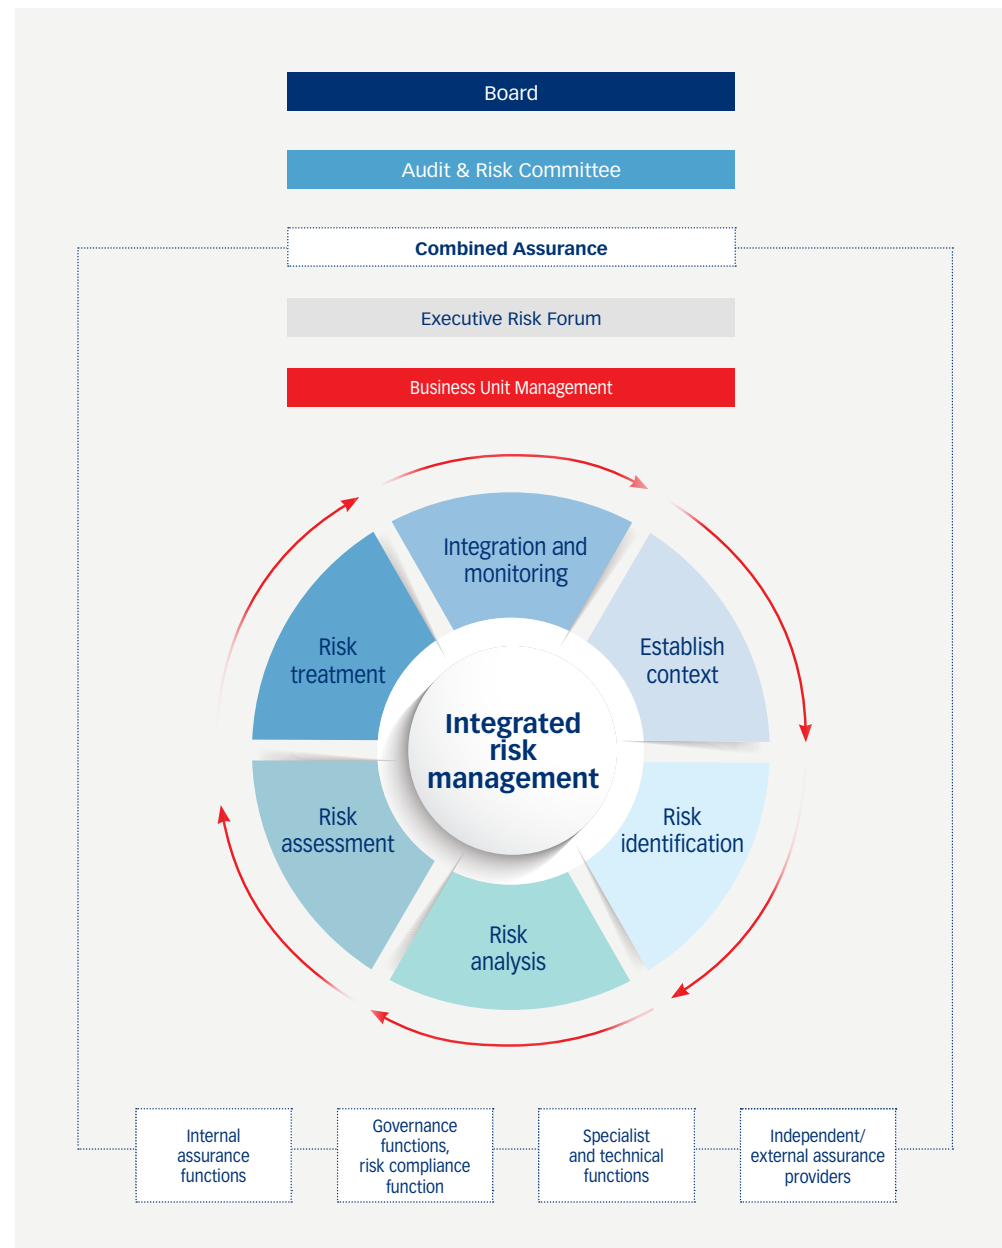 Board
Audit & Risk Committee
Combined Assurance
Executive Risk Forum
Business Unit Management
Integration and
monitoring
Establish
context
Risk
identification
Risk
analysis
Risk
assessment
Risk
treatment
Integrated
risk
management
Internal
assurance
functions
Governance
functions,
risk compliance
function
Specialist
and technical
functions
Independent/
external assurance
providers